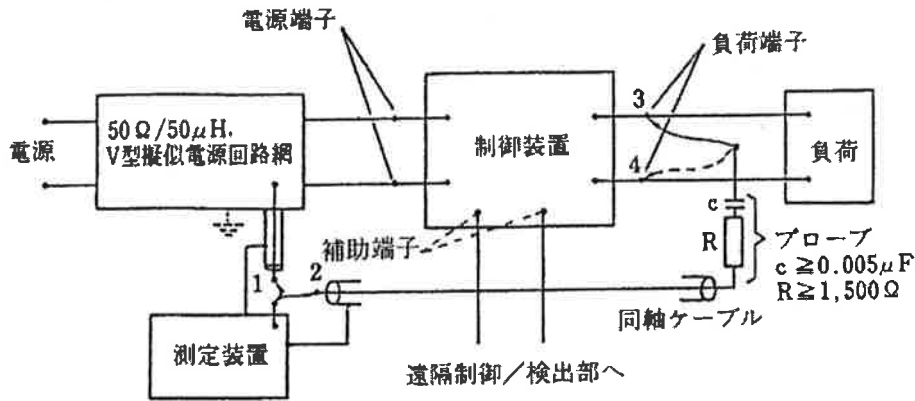 電源端子
負荷端子
電源
50Ω/50μH.
V型擬似電源回路網
制御装置
3
4
負荷
補助端子
c
R
プローブ
c≧0.005μF
R≧1,500Ω
1
2
同軸ケーブル
測定装置
遠隔制御/検出部へ